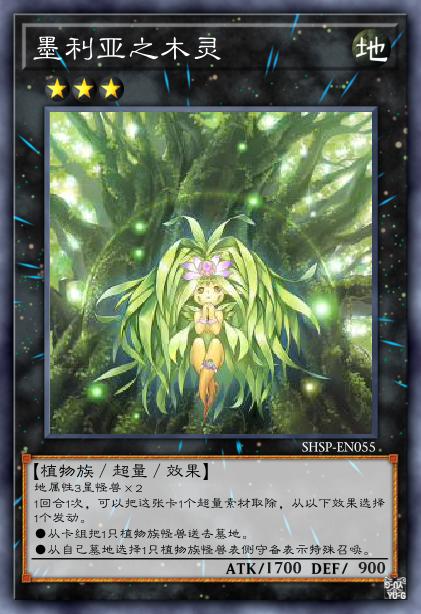 墨利亚之木灵
地
SHSP-EN055
【植物族/超量/效果】
地属性3星怪兽×2
1回合1次，可以把这张卡1个超量素材取除，从以下效果选择
1个发动。
●从卡组把1只植物族怪兽送去墓地。
●从自己墓地选择1只植物族怪兽表侧守备表示特殊召唤。
ATK/1700 DEF/ 900